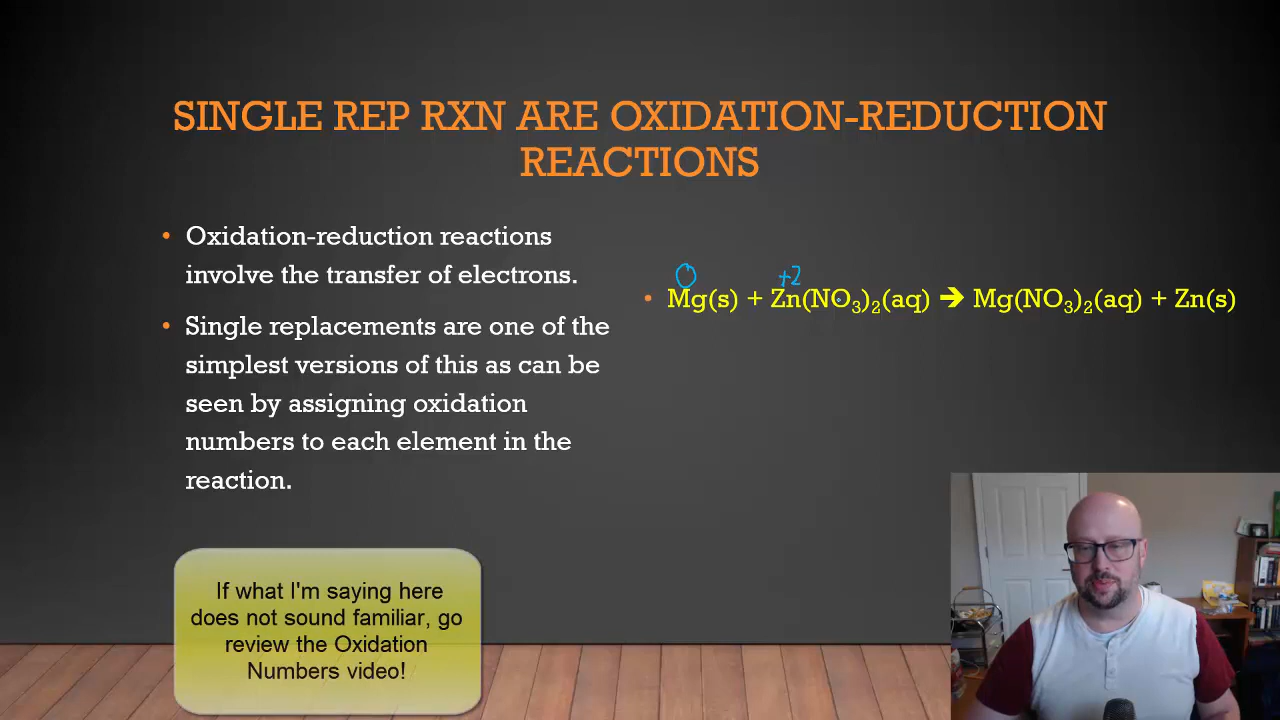 SINGLE REP RXN ARE OXIDATION-REDUCTION
REACTIONS
• Oxidation-reduction reactions
involve the transfer of electrons.
• Single replacements are one of the
simplest versions of this as can be
seen by assigning oxidation
numbers to each element in the
reaction.
0 +2
• Mg(s) + Zn(NO₃)₂(aq) 🡲 Mg(NO₃)₂(aq) + Zn(s)
If what I'm saying here
does not sound familiar, go
review the Oxidation
Numbers video!